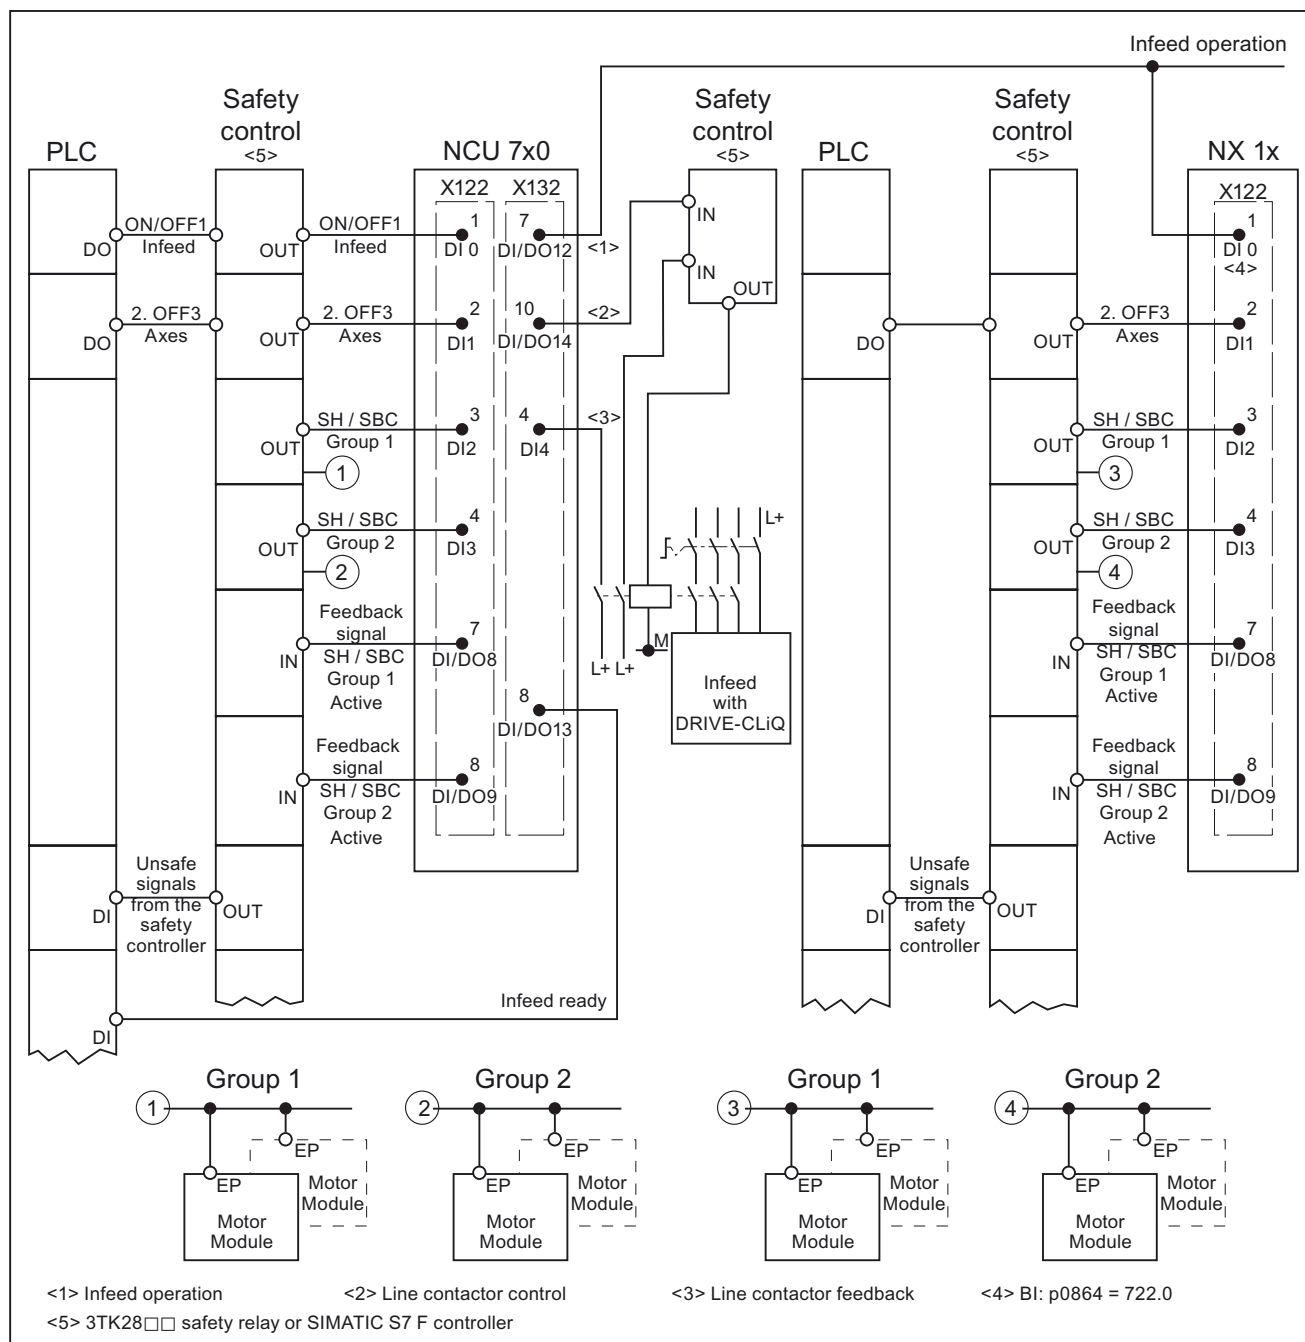 Infeed operation
Safety control <5>
Safety control <5>
Safety control <5>
PLC
NCU 7x0
PLC
NX 1x
X122
X132
X122
ON/OFF1
Infeed
DO
OUT
ON/OFF1
Infeed
1
DI 0
7
DI/DO12
<1>
IN
IN
OUT
1
DI 0
<4>
2. OFF3
Axes
DO
OUT
2. OFF3
Axes
2
DI1
10
DI/DO14
<2>
DO
OUT
2. OFF3
Axes
2
DI1
OUT
SH / SBC
Group 1
3
DI2
4
DI4
<3>
1
OUT
SH / SBC
Group 1
3
DI2
3
OUT
SH / SBC
Group 2
4
DI3
2
L+
OUT
SH / SBC
Group 2
4
DI3
4
IN
Feedback
signal
SH / SBC
Group 1
Active
7
DI/DO8
L+ L+
M
Infeed
with
DRIVE-CLiQ
IN
Feedback
signal
SH / SBC
Group 1
Active
7
DI/DO8
8
DI/DO13
IN
Feedback
signal
SH / SBC
Group 2
Active
8
DI/DO9
IN
Feedback
signal
SH / SBC
Group 2
Active
8
DI/DO9
DI
Unsafe
signals
from the
safety
controller
OUT
DI
Unsafe
signals
from the
safety
controller
OUT
Infeed ready
DI
Group 1
1
EP
EP
Motor
Module
Motor
Module
Group 2
2
EP
EP
Motor
Module
Motor
Module
Group 1
3
EP
EP
Motor
Module
Motor
Module
Group 2
4
EP
EP
Motor
Module
Motor
Module
<1> Infeed operation
<2> Line contactor control
<3> Line contactor feedback
<4> BI: p0864 = 722.0
<5> 3TK28□□ safety relay or SIMATIC S7 F controller